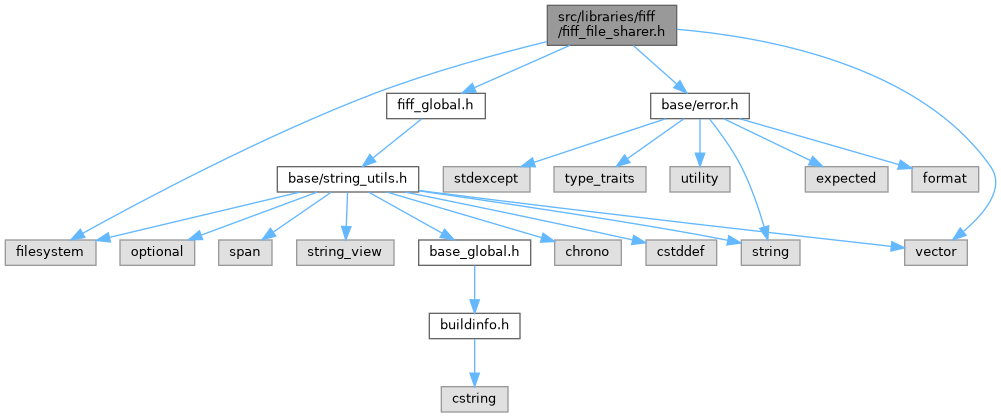 src/libraries/fiff
/fiff_file_sharer.h
fiff_global.h
base/error.h
base/string_utils.h
stdexcept
type_traits
utility
expected
format
filesystem
optional
span
string_view
base_global.h
chrono
cstddef
string
vector
buildinfo.h
cstring